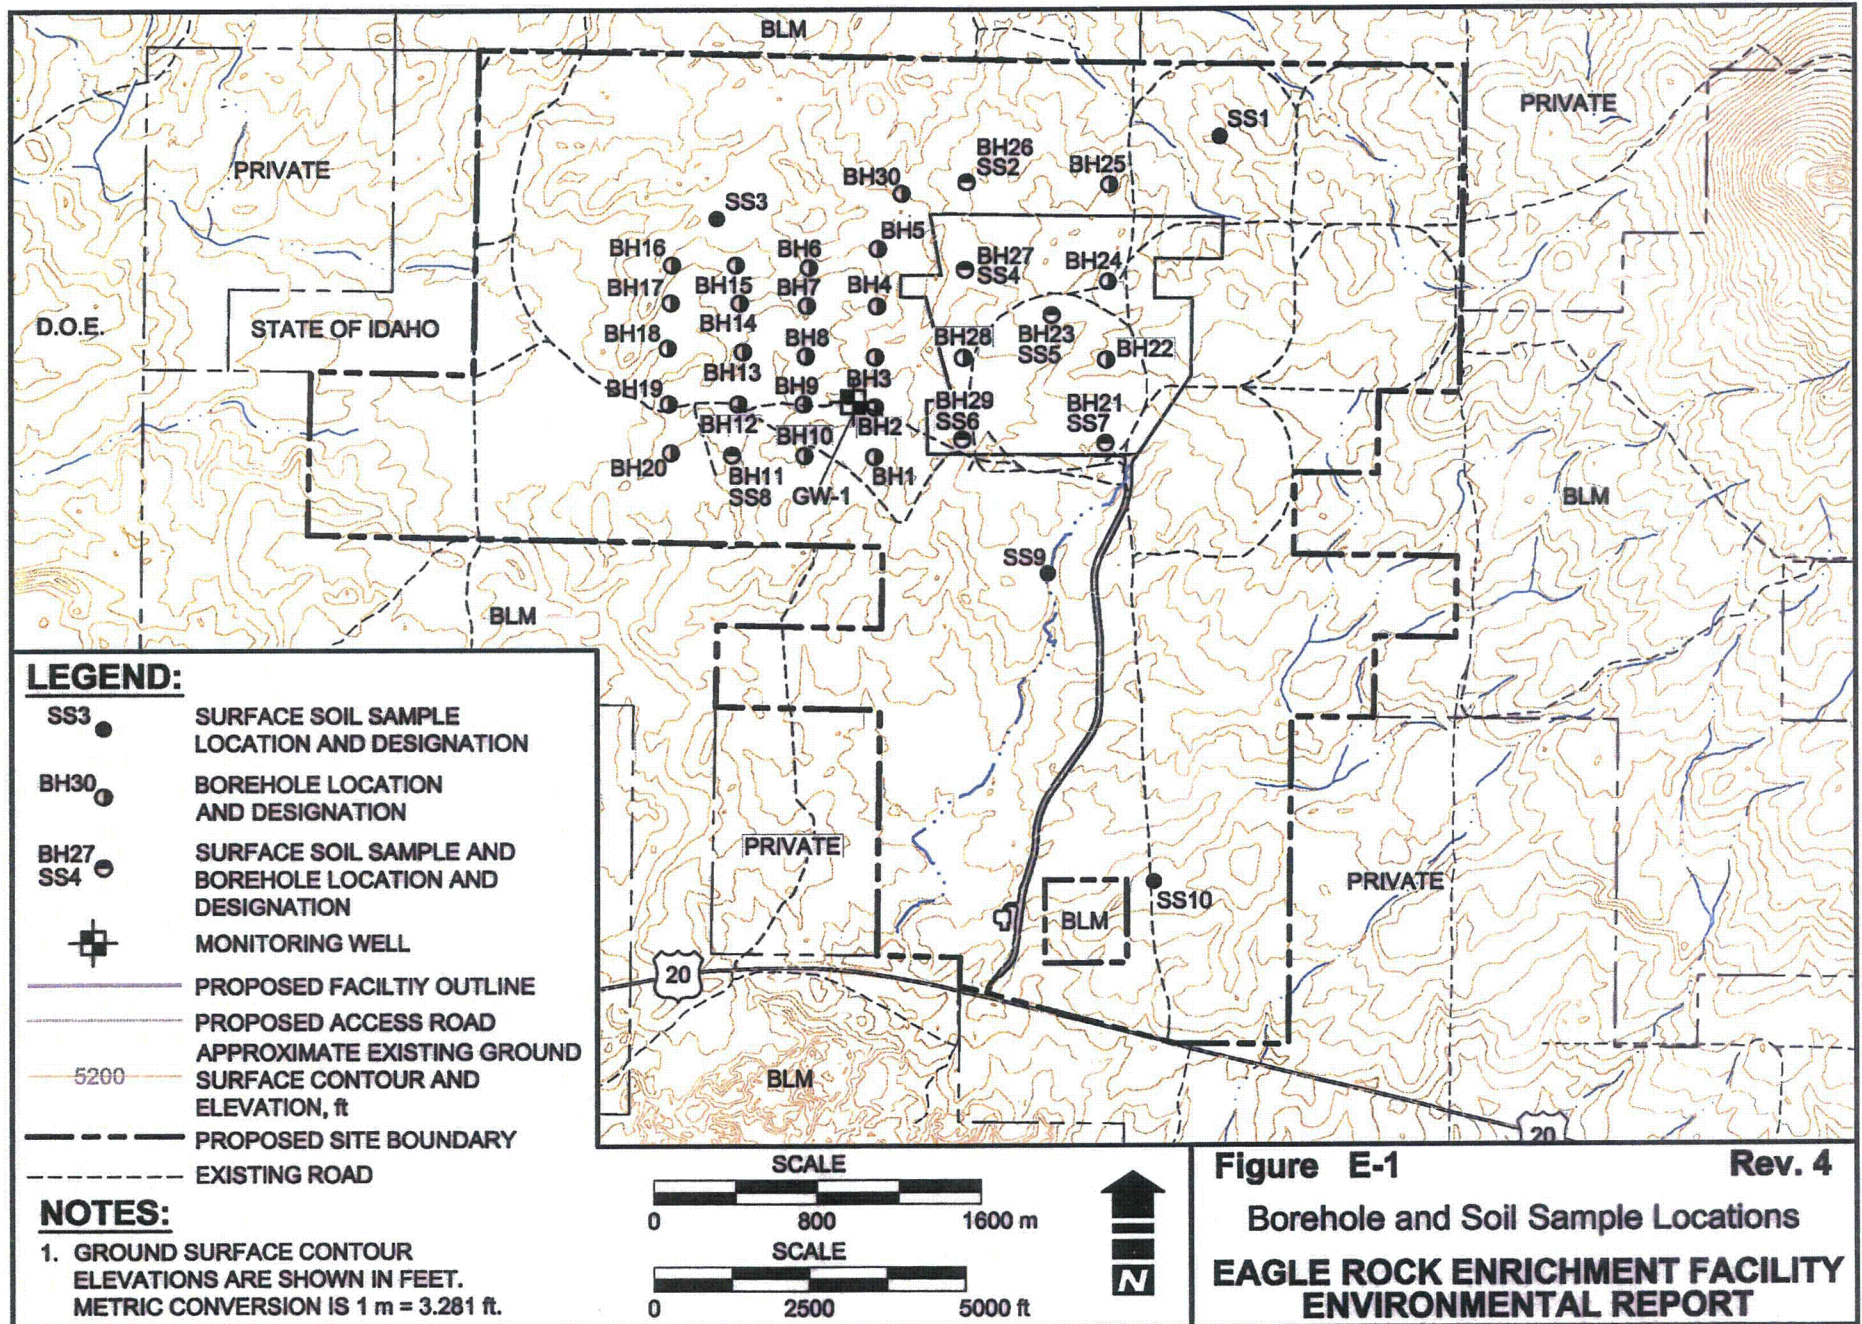 BLM
PRIVATE
SS1
PRIVATE
BH26
SS2
BH25
BH30
SS3
BH5
BH16
BH6
BH27
SS4
BH24
BH17
BH15
BH7
BH4
D.O.E.
STATE OF IDAHO
BH18
BH14
BH8
BH28
BH23
SS5
BH22
BH13
BH3
BH19
BH9
BH29
SS6
BH21
SS7
BH12
BH10
BH2
BH20
BH11
SS8
GW-1
BH1
BLM
SS9
BLM
PRIVATE
PRIVATE
SS10
BLM
20
BLM
20
LEGEND:
SS3
SURFACE SOIL SAMPLE
LOCATION AND DESIGNATION
BH30
BOREHOLE LOCATION
AND DESIGNATION
BH27
SS4
SURFACE SOIL SAMPLE AND
BOREHOLE LOCATION AND
DESIGNATION
MONITORING WELL
PROPOSED FACILTIY OUTLINE
PROPOSED ACCESS ROAD
5200
APPROXIMATE EXISTING GROUND
SURFACE CONTOUR AND
ELEVATION, ft
PROPOSED SITE BOUNDARY
EXISTING ROAD
NOTES:
1. GROUND SURFACE CONTOUR
ELEVATIONS ARE SHOWN IN FEET.
METRIC CONVERSION IS 1 m = 3.281 ft.
SCALE
0 800 1600 m
SCALE
0 2500 5000 ft
N
Figure E-1 Rev. 4
Borehole and Soil Sample Locations
EAGLE ROCK ENRICHMENT FACILITY
ENVIRONMENTAL REPORT